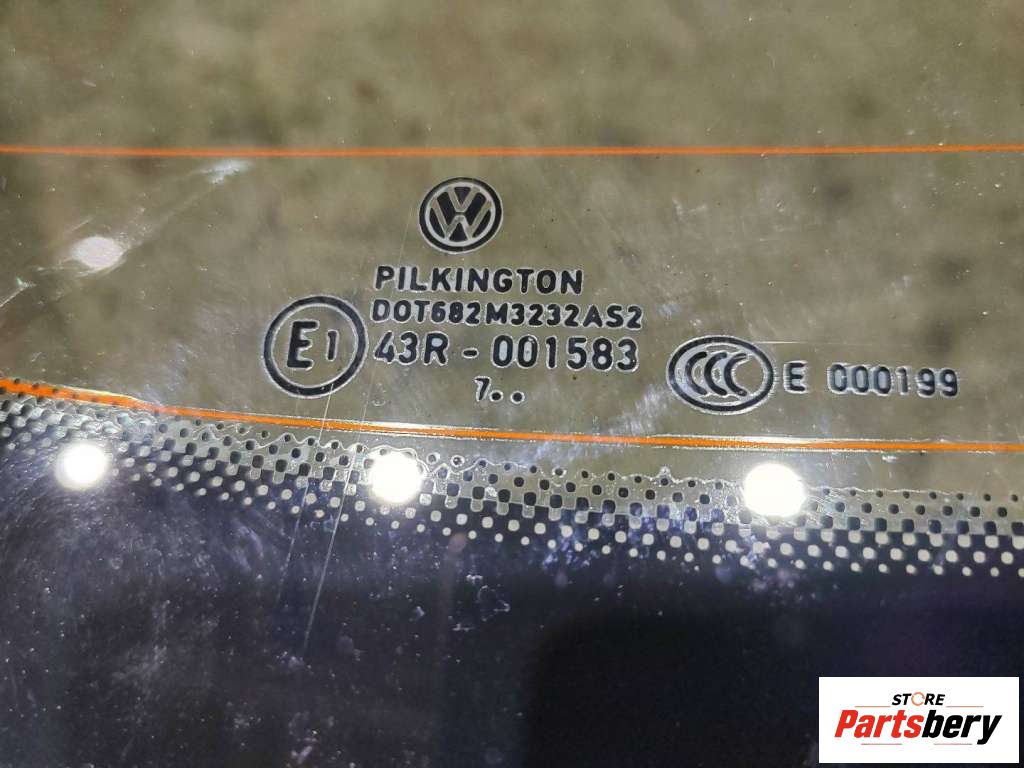 VW
PILKINGTON
DOT682M3232AS2
E1 43R - 001583
7••
CCC E 000199
STORE
Partsbery